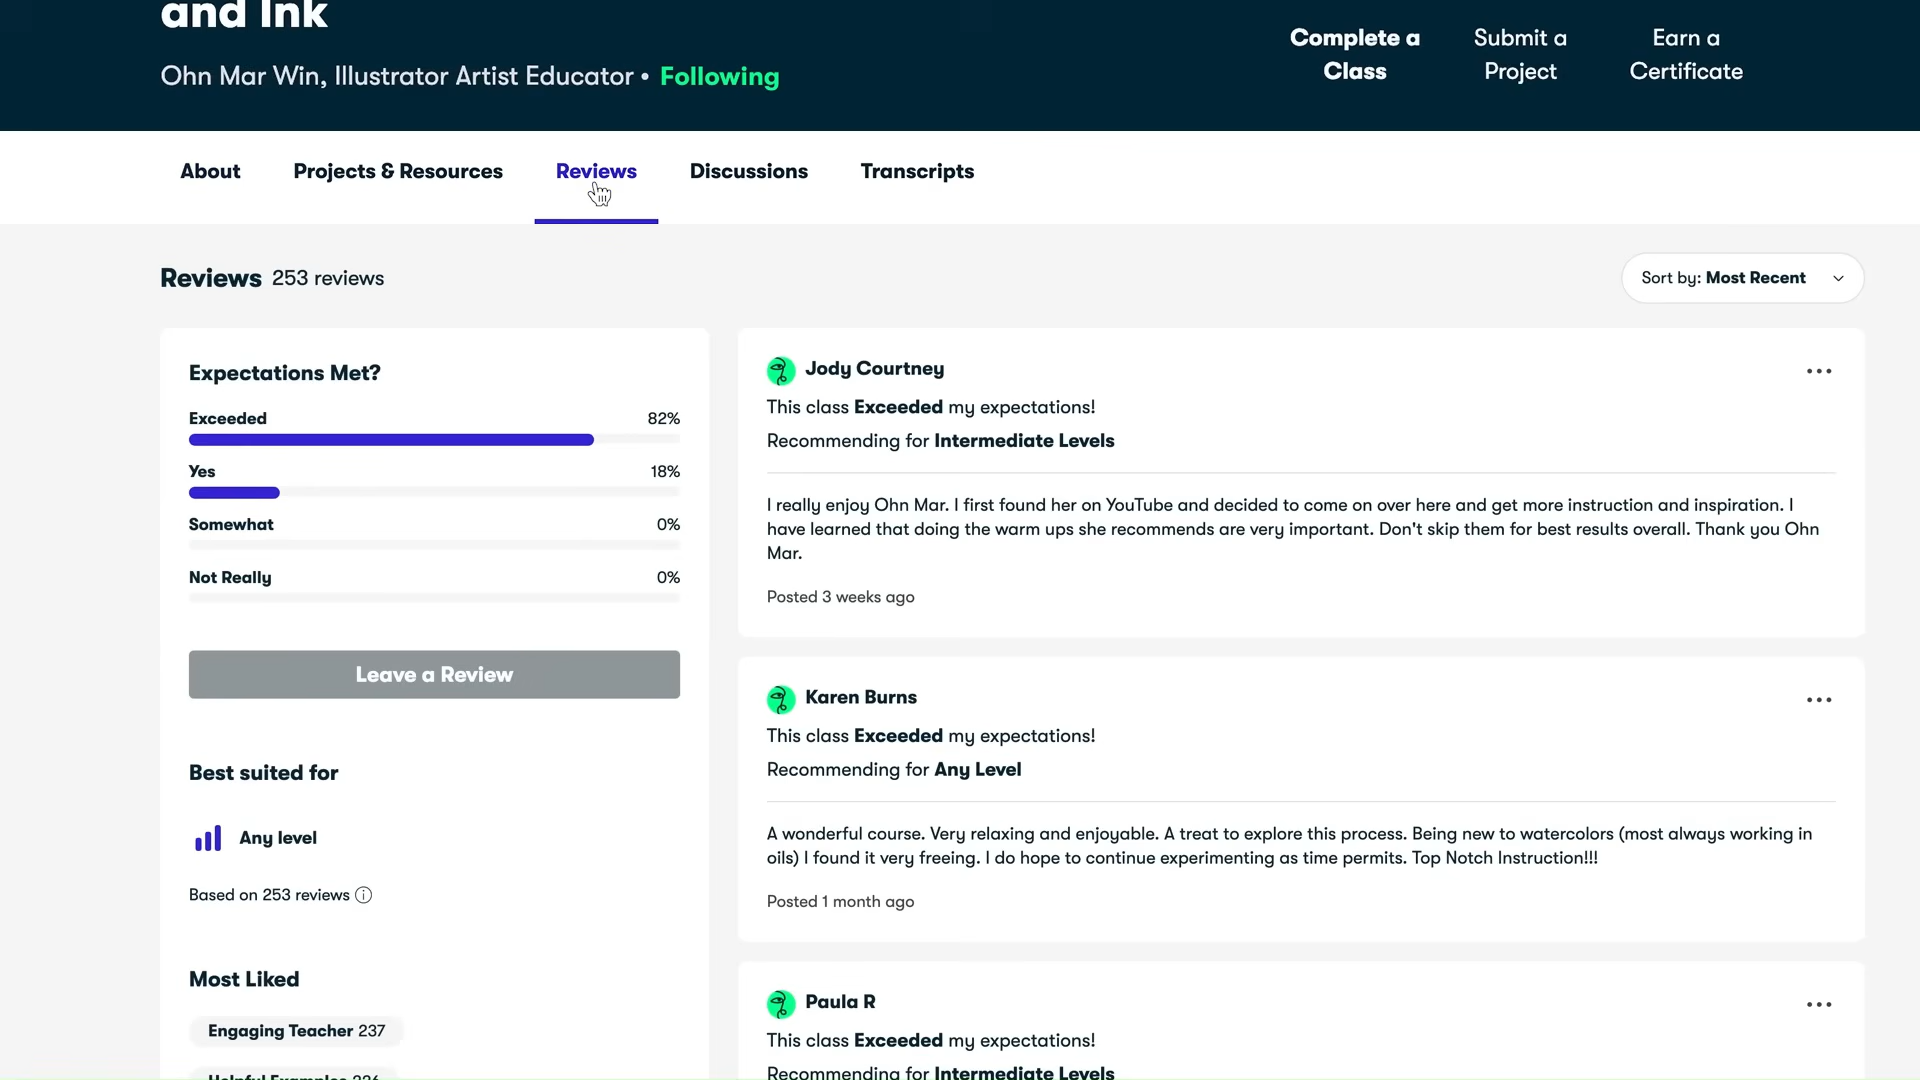 and Ink
Ohn Mar Win, Illustrator Artist Educator • Following
Complete a
Class
Submit a
Project
Earn a
Certificate
About
Projects & Resources
Reviews
Discussions
Transcripts
Reviews 253 reviews
Sort by: Most Recent
Expectations Met?
Exceeded 82%
Yes 18%
Somewhat 0%
Not Really 0%
Leave a Review
Best suited for
Any level
Based on 253 reviews
Most Liked
Engaging Teacher 237
Helpful Examples 226
Jody Courtney
This class Exceeded my expectations!
Recommending for Intermediate Levels
I really enjoy Ohn Mar. I first found her on YouTube and decided to come on over here and get more instruction and inspiration. I
have learned that doing the warm ups she recommends are very important. Don't skip them for best results overall. Thank you Ohn
Mar.
Posted 3 weeks ago
Karen Burns
This class Exceeded my expectations!
Recommending for Any Level
A wonderful course. Very relaxing and enjoyable. A treat to explore this process. Being new to watercolors (most always working in
oils) I found it very freeing. I do hope to continue experimenting as time permits. Top Notch Instruction!!!
Posted 1 month ago
Paula R
This class Exceeded my expectations!
Recommending for Intermediate Levels